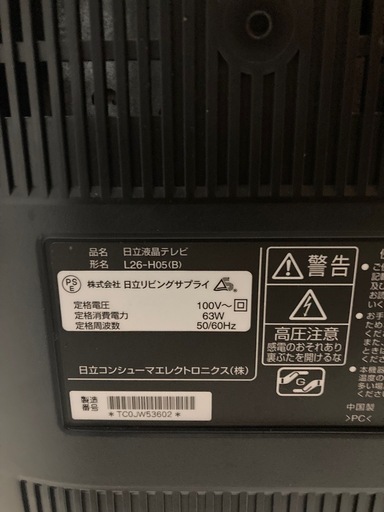 品名 日立液晶テレビ
形名 L26-H05(B)
PS
E
株式会社 日立リビングサプライ
定格電圧 100V~
定格消費電力 63W
定格周波数 50/60Hz
日立コンシューマエレクトロニクス(株)
製造
番号
*TC0JW53602*
警告
高圧注意
感電のおそれあり
裏ぶたを開けるな
G
中国製
>PC<